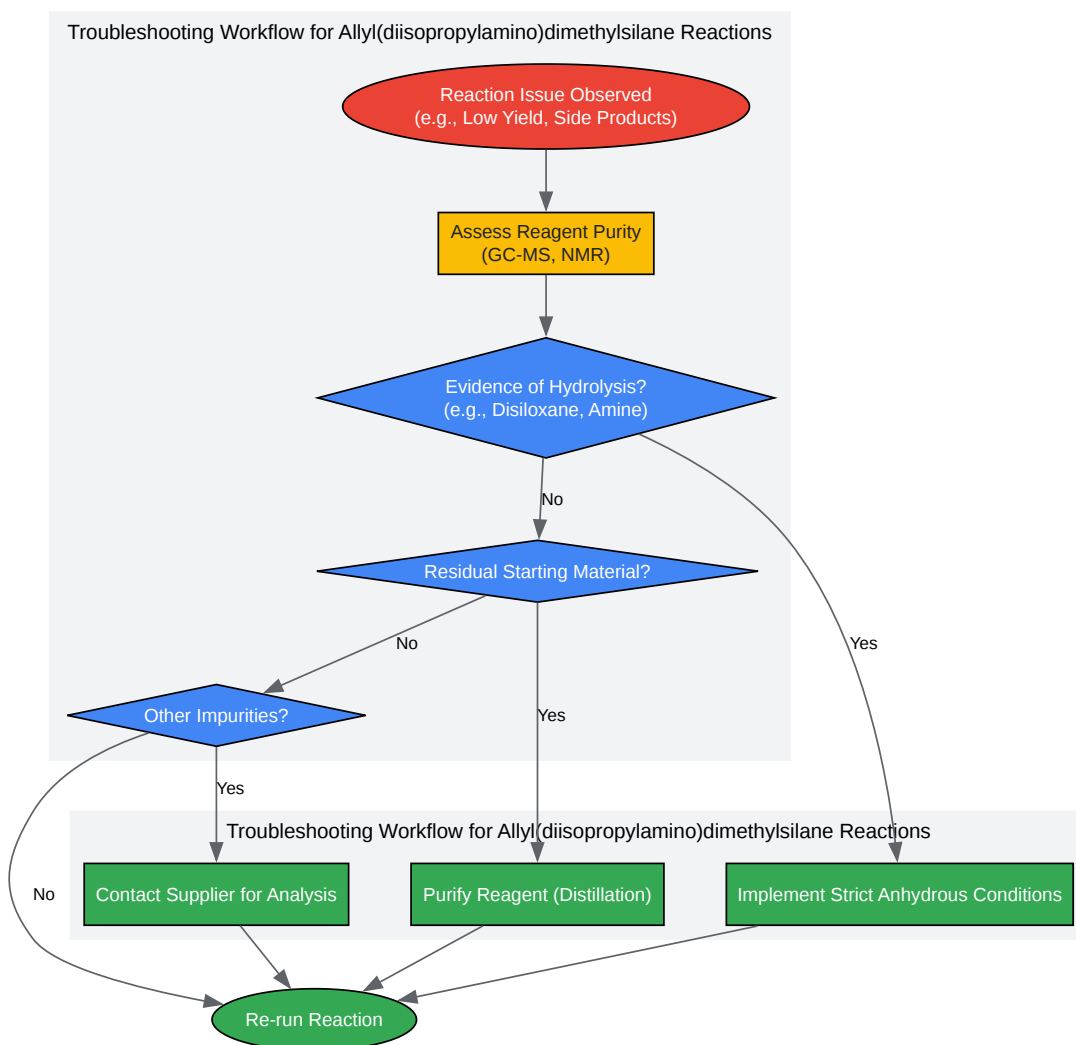 Troubleshooting Workflow for Allyl(diisopropylamino)dimethylsilane Reactions
Reaction Issue Observed
(e.g., Low Yield, Side Products)
Assess Reagent Purity
(GC-MS, NMR)
Evidence of Hydrolysis?
(e.g., Disiloxane, Amine)
No
Residual Starting Material?
No
Yes
Other Impurities?
Yes
Yes
Troubleshooting Workflow for Allyl(diisopropylamino)dimethylsilane Reactions
No
Contact Supplier for Analysis
Purify Reagent (Distillation)
Implement Strict Anhydrous Conditions
Re-run Reaction